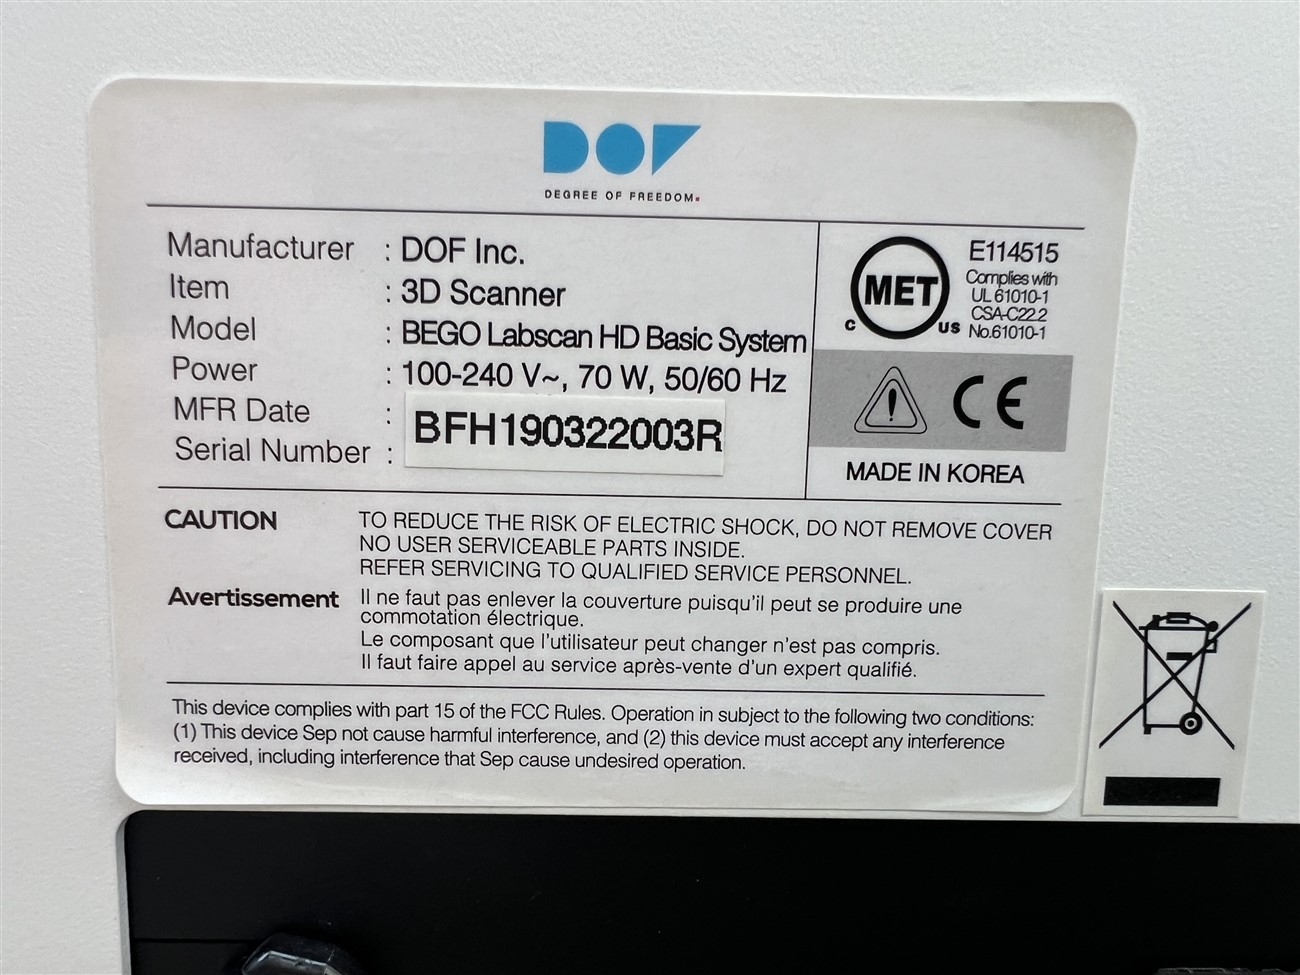 DOF
DEGREE OF FREEDOM.
Manufacturer : DOF Inc.
Item : 3D Scanner
Model : BEGO Labscan HD Basic System
Power : 100-240 V~, 70 W, 50/60 Hz
MFR Date :
Serial Number :
BFH190322003R
c MET us
E114515
Complies with
UL 61010-1
CSA-C22.2
No.61010-1
CE
MADE IN KOREA
CAUTION
TO REDUCE THE RISK OF ELECTRIC SHOCK, DO NOT REMOVE COVER
NO USER SERVICEABLE PARTS INSIDE.
REFER SERVICING TO QUALIFIED SERVICE PERSONNEL.
Avertissement
Il ne faut pas enlever la couverture puisqu'il peut se produire une
commotion électrique.
Le composant que l'utilisateur peut changer n'est pas compris.
Il faut faire appel au service après-vente d'un expert qualifié.
This device complies with part 15 of the FCC Rules. Operation in subject to the following two conditions:
(1) This device Sep not cause harmful interference, and (2) this device must accept any interference
received, including interference that Sep cause undesired operation.